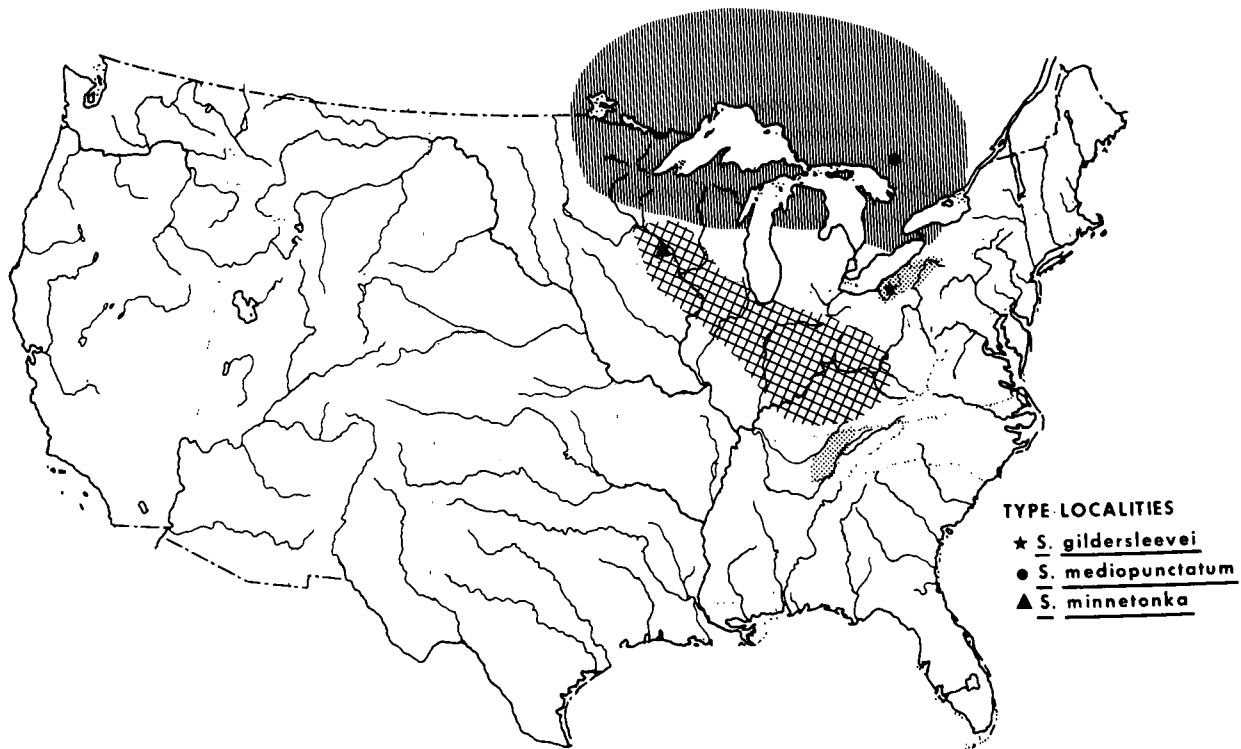 TYPE LOCALITIES
★ S. gildersleevei
● S. mediopunctatum
▲ S. minnetonka